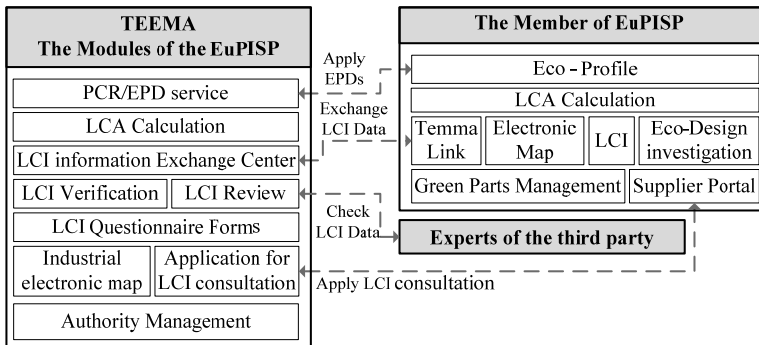 TEEMA
The Modules of the EuPISP
PCR/EPD service
LCA Calculation
LCI information Exchange Center
LCI Verification
LCI Review
LCI Questionnaire Forms
Industrial
electronic map
Application for
LCI consultation
Authority Management
Apply
EPDs
Exchange
LCI Data
Check
LCI Data
Apply LCI consultation
The Member of EuPISP
Eco - Profile
LCA Calculation
Temma
Link
Electronic
Map
LCI
Eco-Design
investigation
Green Parts Management
Supplier Portal
Experts of the third party